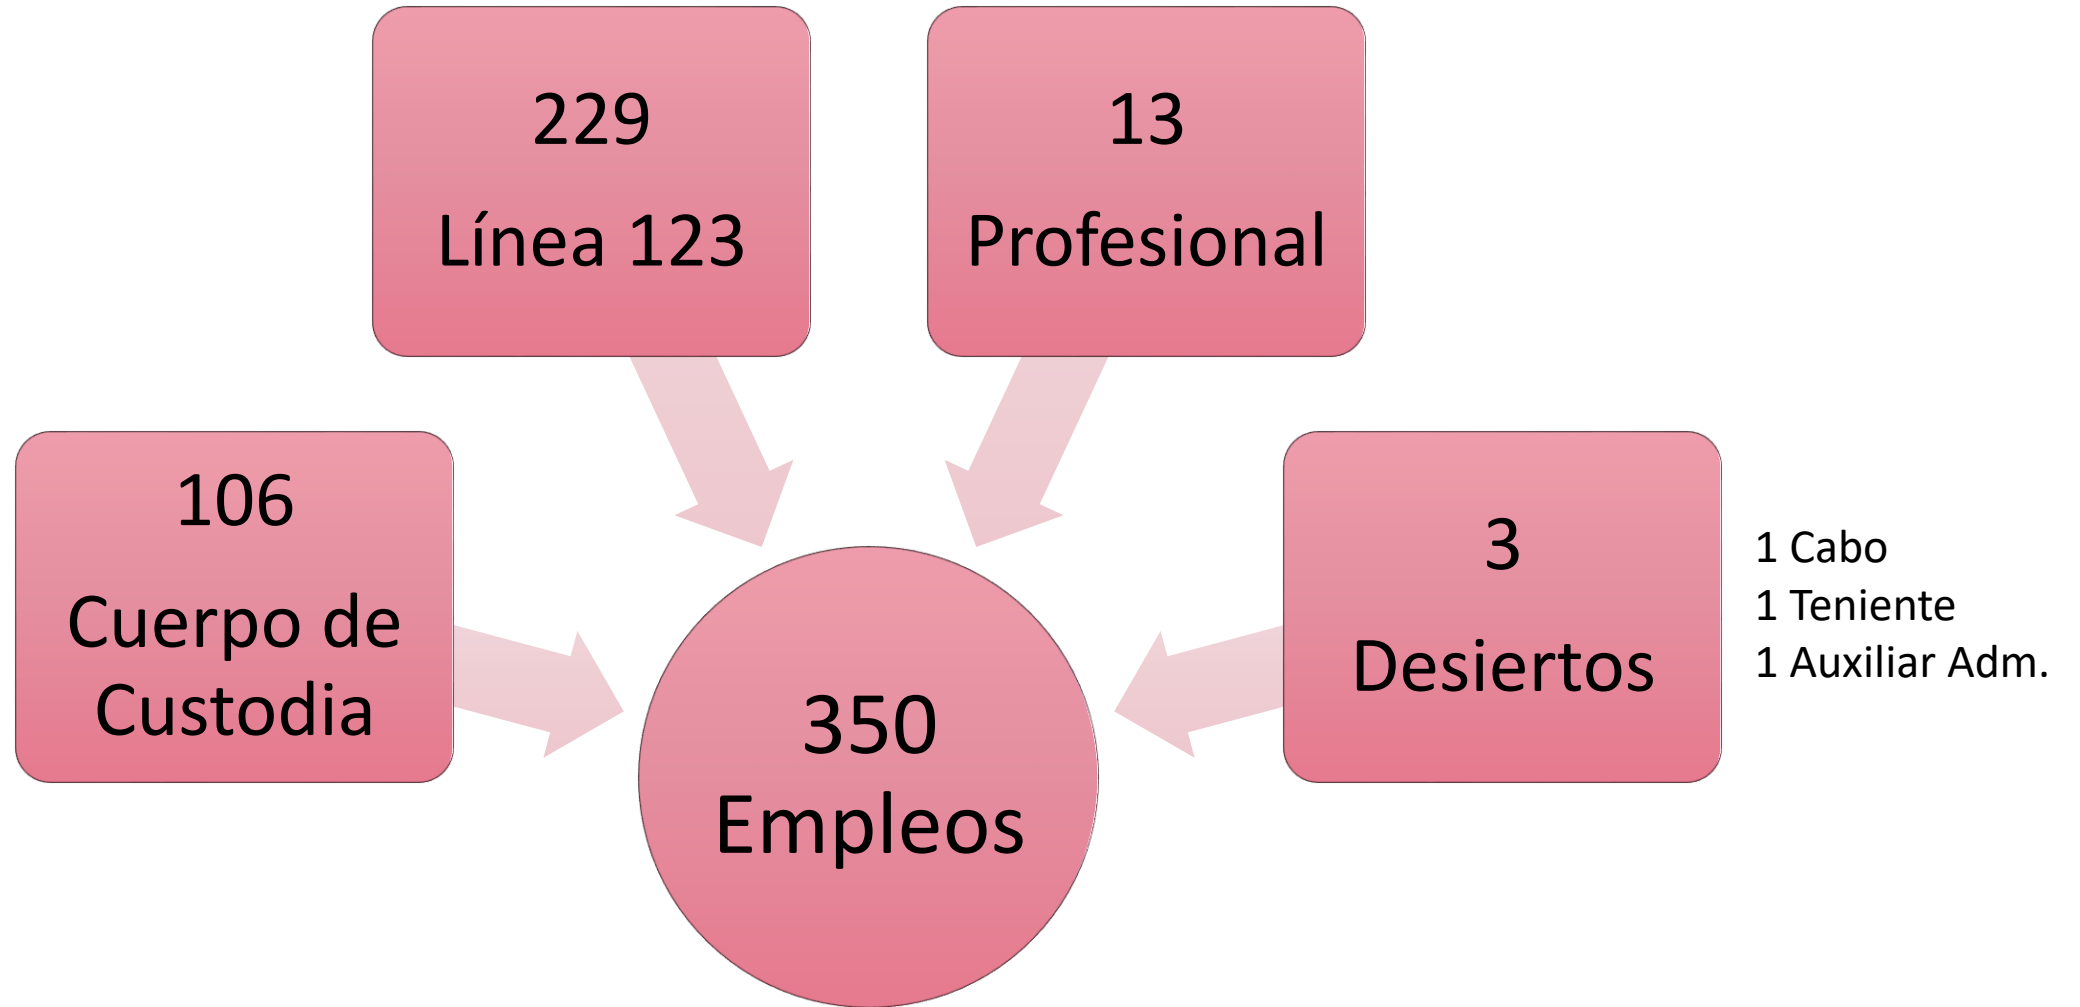 229
Línea 123
13
Profesional
106
Cuerpo de
Custodia
3
Desiertos
1 Cabo
1 Teniente
1 Auxiliar Adm.
350
Empleos